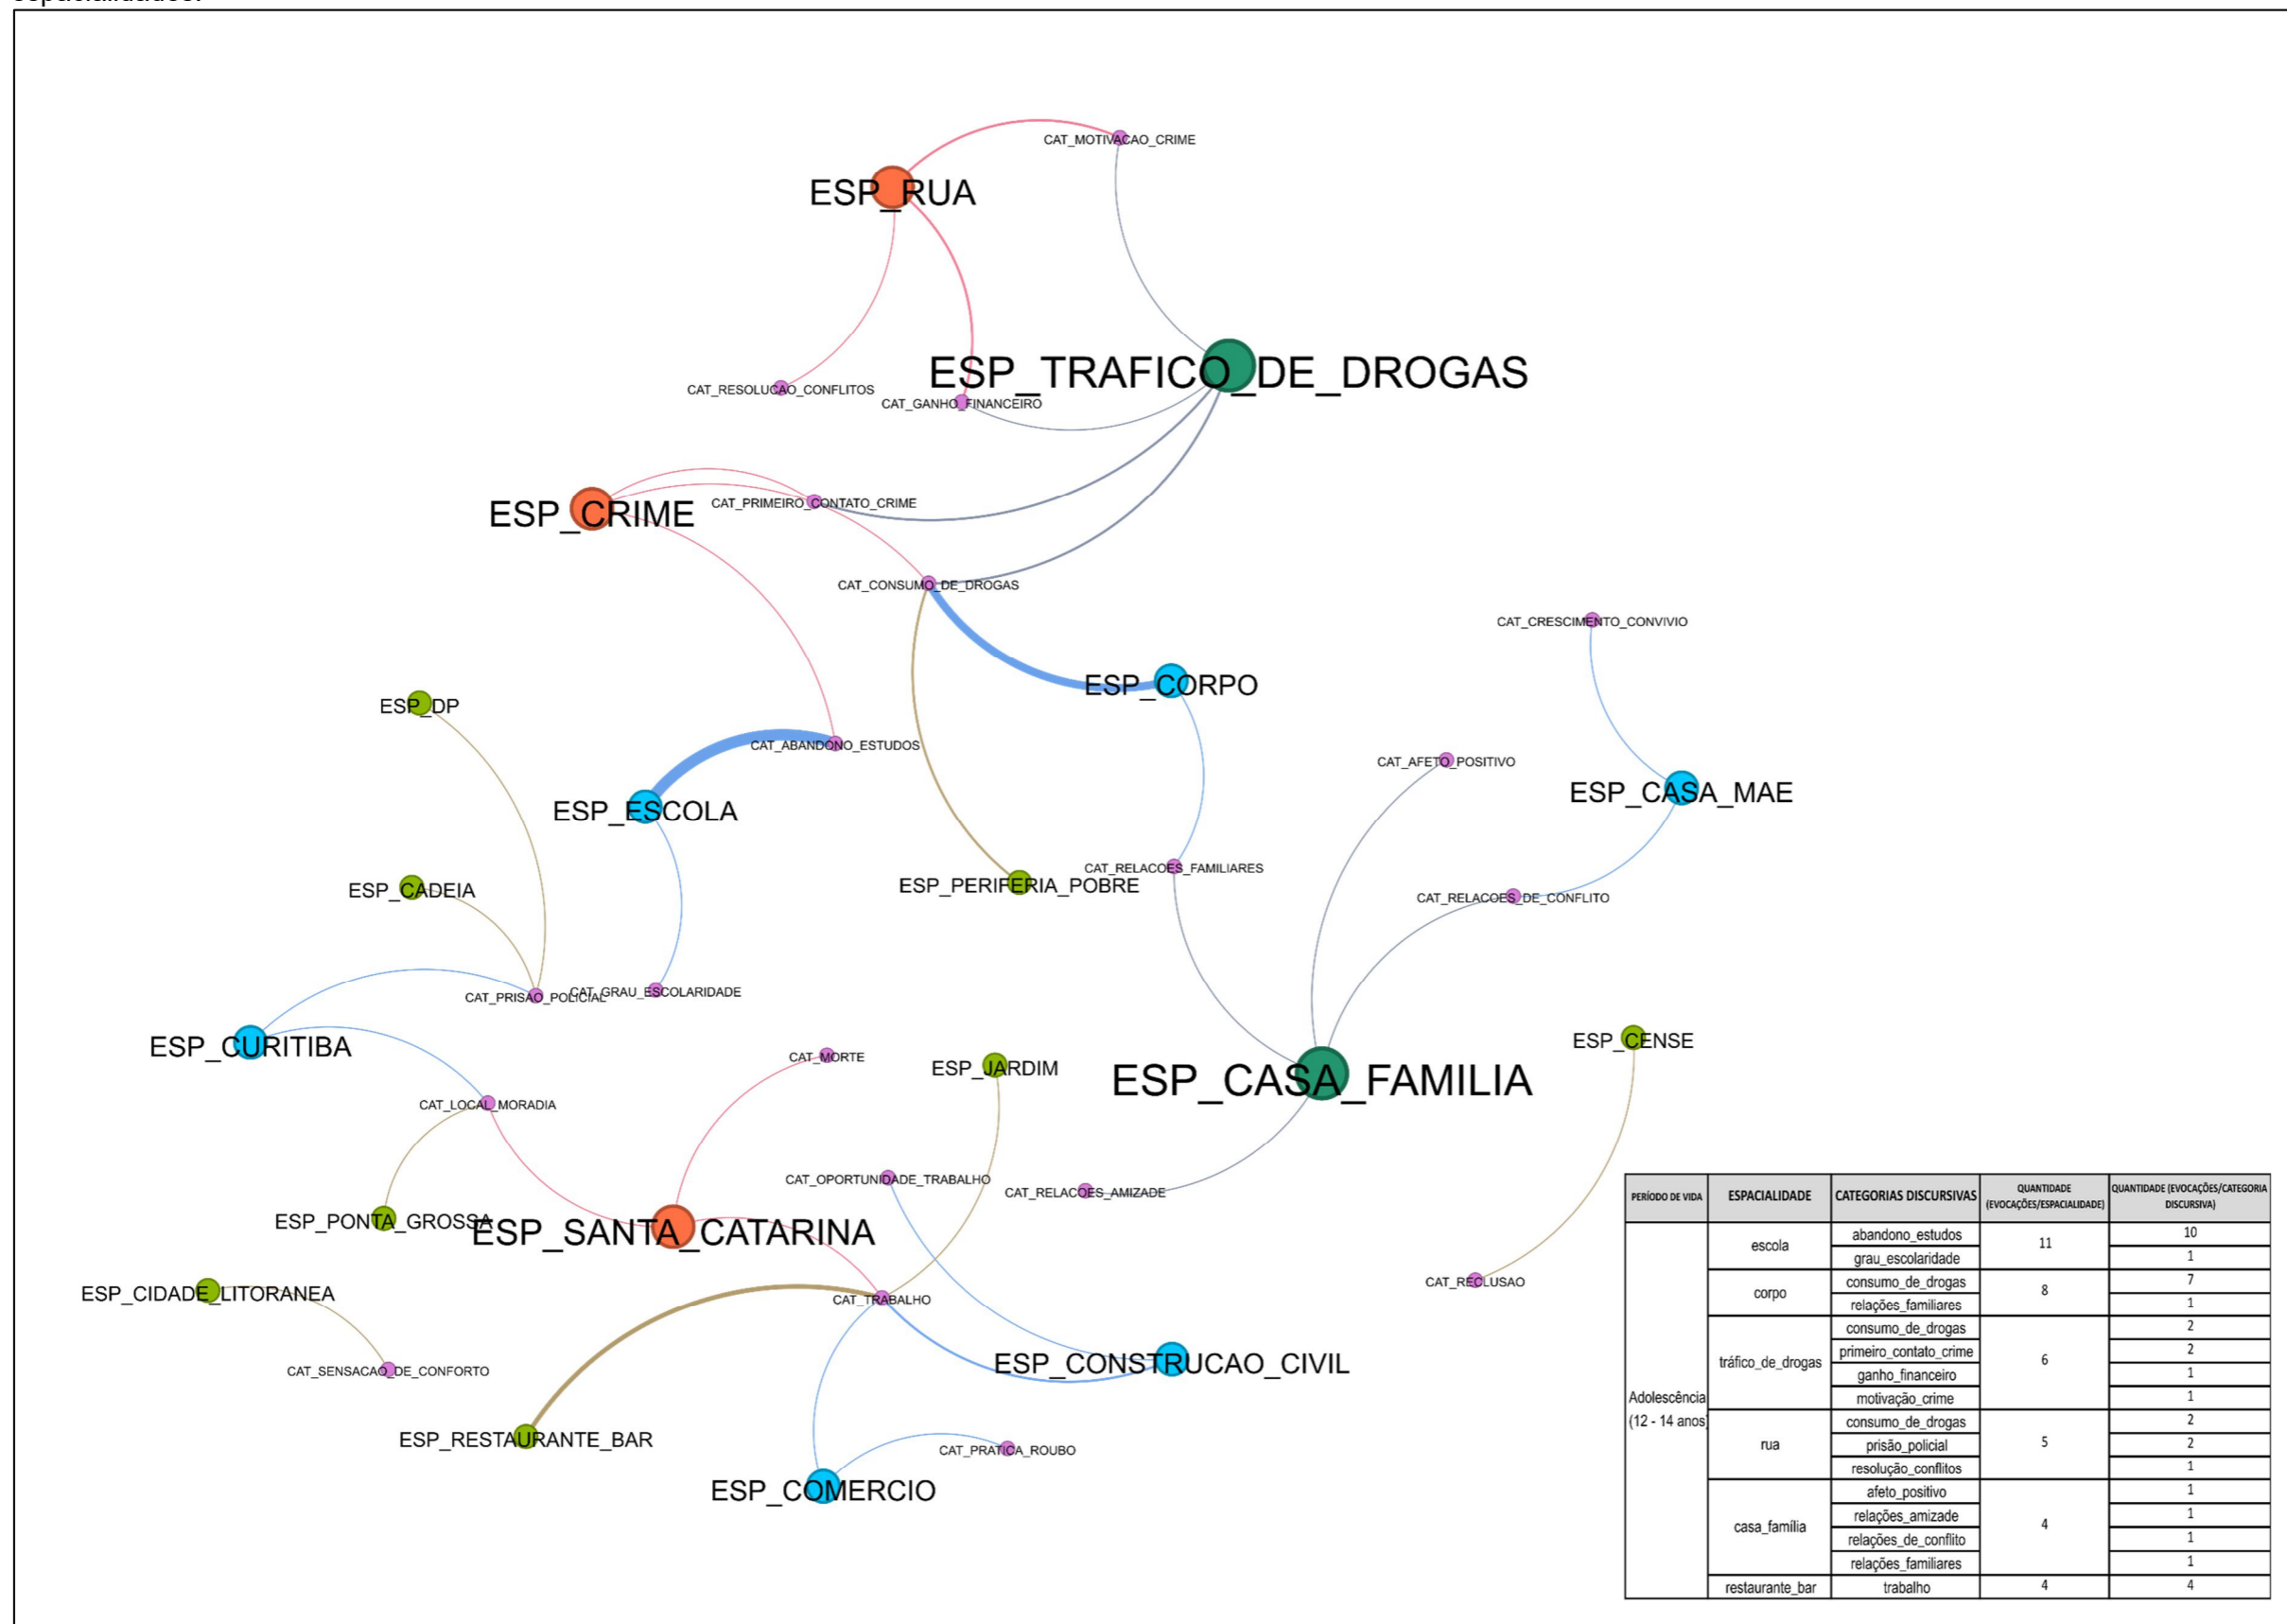 espacialidades.
CAT_MOTIVACAO_CRIME
ESP_RUA
ESP_TRAFICO_DE_DROGAS
CAT_RESOLUCAO_CONFLITOS
CAT_GANHO_FINANCEIRO
CAT_PRIMEIRO_CONTATO_CRIME
ESP_CRIME
CAT_CONSUMO_DE_DROGAS
CAT_CRESCIMENTO_CONVIVIO
ESP_CORPO
ESP_DP
CAT_ABANDONO_ESTUDOS
CAT_AFETO_POSITIVO
ESP_CASA_MAE
ESP_ESCOLA
CAT_RELACOES_FAMILIARES
ESP_CADEIA
ESP_PERIFERIA_POBRE
CAT_RELACOES_DE_CONFLITO
CAT_PRISAO_POLICIAL
CAT_GRAU_ESCOLARIDADE
ESP_CURITIBA
CAT_MORTE
ESP_JARDIM
ESP_CENSE
ESP_CASA_FAMILIA
CAT_LOCAL_MORADIA
CAT_OPORTUNIDADE_TRABALHO
CAT_RELACOES_AMIZADE
ESP_PONTA_GROSSA
ESP_SANTA_CATARINA
CAT_RECLUSAO
ESP_CIDADE_LITORANEA
CAT_TRABALHO
CAT_SENSACAO_DE_CONFORTO
ESP_CONSTRUCAO_CIVIL
ESP_RESTAURANTE_BAR
CAT_PRATICA_ROUBO
ESP_COMERCIO
PERÍODO DE VIDA ESPACIALIDADE CATEGORIAS DISCURSIVAS QUANTIDADE (EVOCAÇÕES/ESPACIALIDADE) QUANTIDADE (EVOCAÇÕES/CATEGORIA DISCURSIVA)
Adolescência
(12 - 14 anos)
escola abandono_estudos 11 10
grau_escolaridade 1
corpo consumo_de_drogas 8 7
relações_familiares 1
tráfico_de_drogas consumo_de_drogas 6 2
primeiro_contato_crime 2
ganho_financeiro 1
motivação_crime 1
rua consumo_de_drogas 5 2
prisão_policial 2
resolução_conflitos 1
casa_família afeto_positivo 4 1
relações_amizade 1
relações_de_conflito 1
relações_familiares 1
restaurante_bar trabalho 4 4